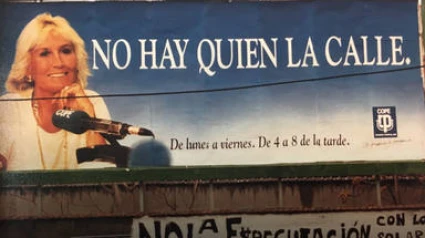 NO HAY QUIEN LA CALLE.
COPE
COPE
De lunes a viernes. De 4 a 8 de la tarde.
NO! A
CON LO